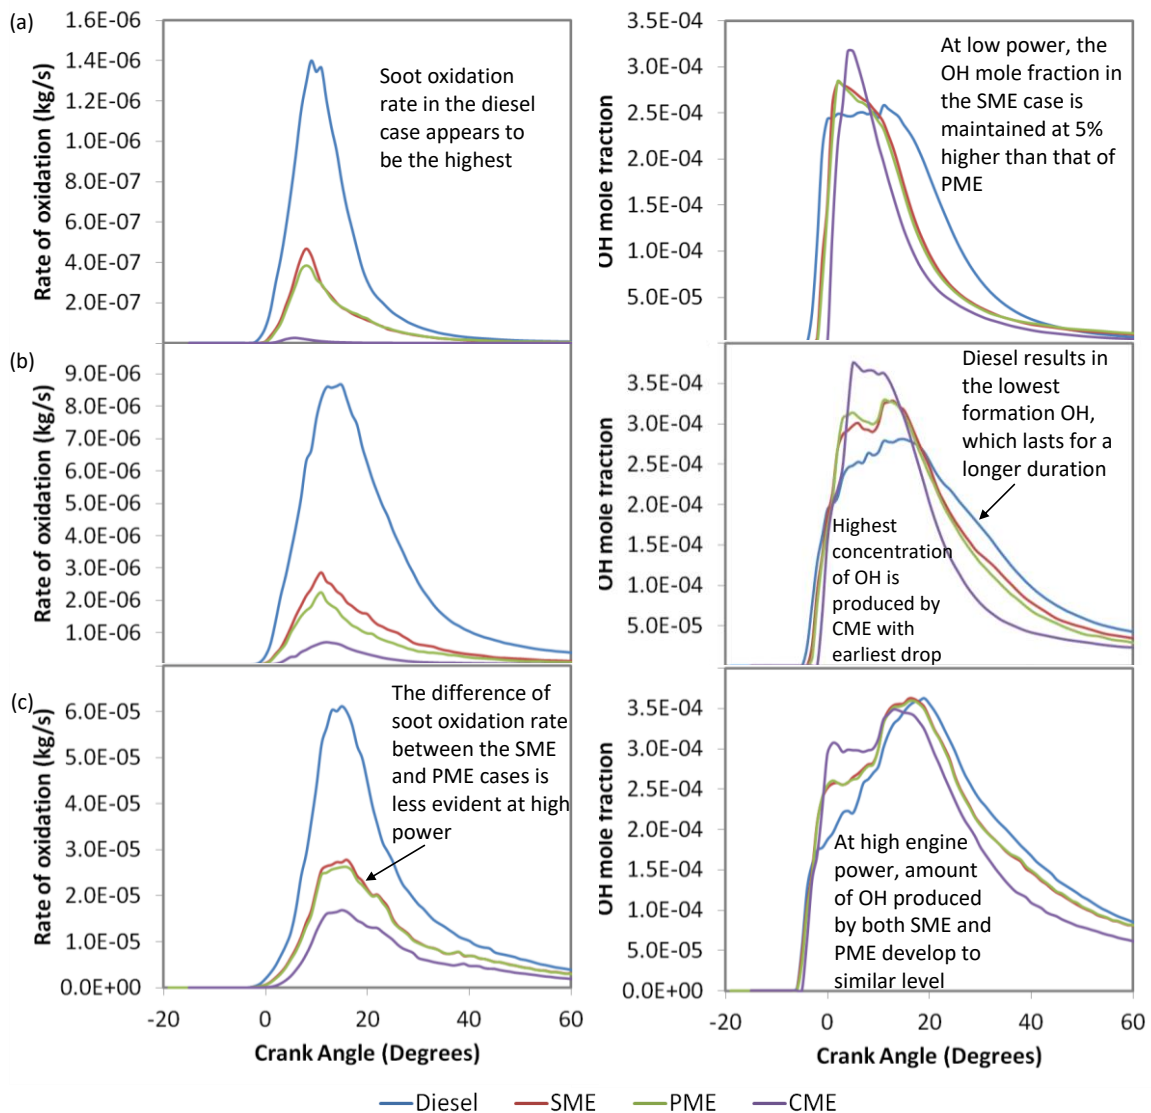 (a)
1.6E-06
1.4E-06
1.2E-06
1.0E-06
8.0E-07
6.0E-07
4.0E-07
2.0E-07
Rate of oxidation (kg/s)
Soot oxidation
rate in the diesel
case appears to
be the highest
3.5E-04
3.0E-04
2.5E-04
2.0E-04
1.5E-04
1.0E-04
5.0E-05
OH mole fraction
At low power, the
OH mole fraction in
the SME case is
maintained at 5%
higher than that of
PME
(b)
9.0E-06
8.0E-06
7.0E-06
6.0E-06
5.0E-06
4.0E-06
3.0E-06
2.0E-06
1.0E-06
Rate of oxidation (kg/s)
3.5E-04
3.0E-04
2.5E-04
2.0E-04
1.5E-04
1.0E-04
5.0E-05
OH mole fraction
Diesel results in
the lowest
formation OH,
which lasts for a
longer duration
Highest
concentration
of OH is
produced by
CME with
earliest drop
(c)
6.0E-05
5.0E-05
4.0E-05
3.0E-05
2.0E-05
1.0E-05
0.0E+00
Rate of oxidation (kg/s)
The difference of
soot oxidation rate
between the SME
and PME cases is
less evident at high
power
-20
0
20
40
60
Crank Angle (Degrees)
3.5E-04
3.0E-04
2.5E-04
2.0E-04
1.5E-04
1.0E-04
5.0E-05
0.0E+00
OH mole fraction
At high engine
power, amount
of OH produced
by both SME and
PME develop to
similar level
-20
0
20
40
60
Crank Angle (Degrees)
Diesel
SME
PME
CME